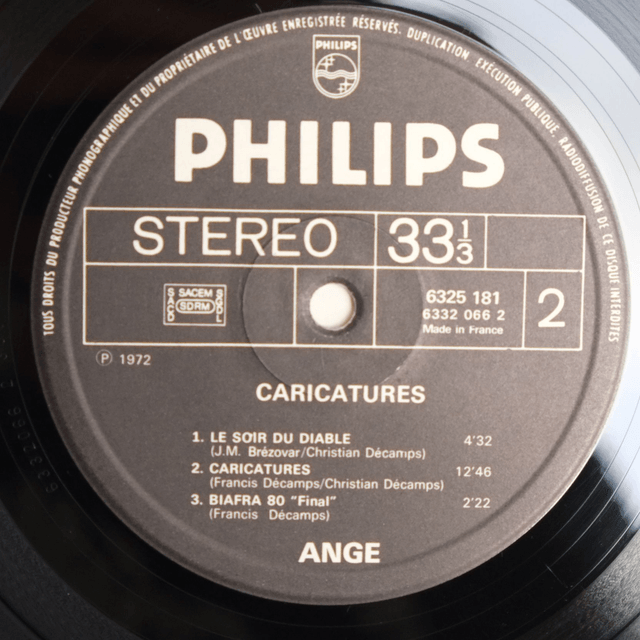 TOUS DROITS DU PRODUCTEUR PHONOGRAPHIQUE ET DU PROPRIÉTAIRE DE L'ŒUVRE ENREGISTRÉE RÉSERVÉS. DUPLICATION, EXÉCUTION PUBLIQUE, RADIODIFFUSION DE CE DISQUE INTERDITES
PHILIPS
PHILIPS
STEREO 33⅓
SACEM
SDRM
SACD
SGDL
6325 181
6332 066 2
Made in France
2
Ⓟ 1972
CARICATURES
1. LE SOIR DU DIABLE 4'32
(J.M. Brézovar/Christian Décamps)
2. CARICATURES 12'46
(Francis Décamps/Christian Décamps)
3. BIAFRA 80 "Final" 2'22
(Francis Décamps)
ANGE